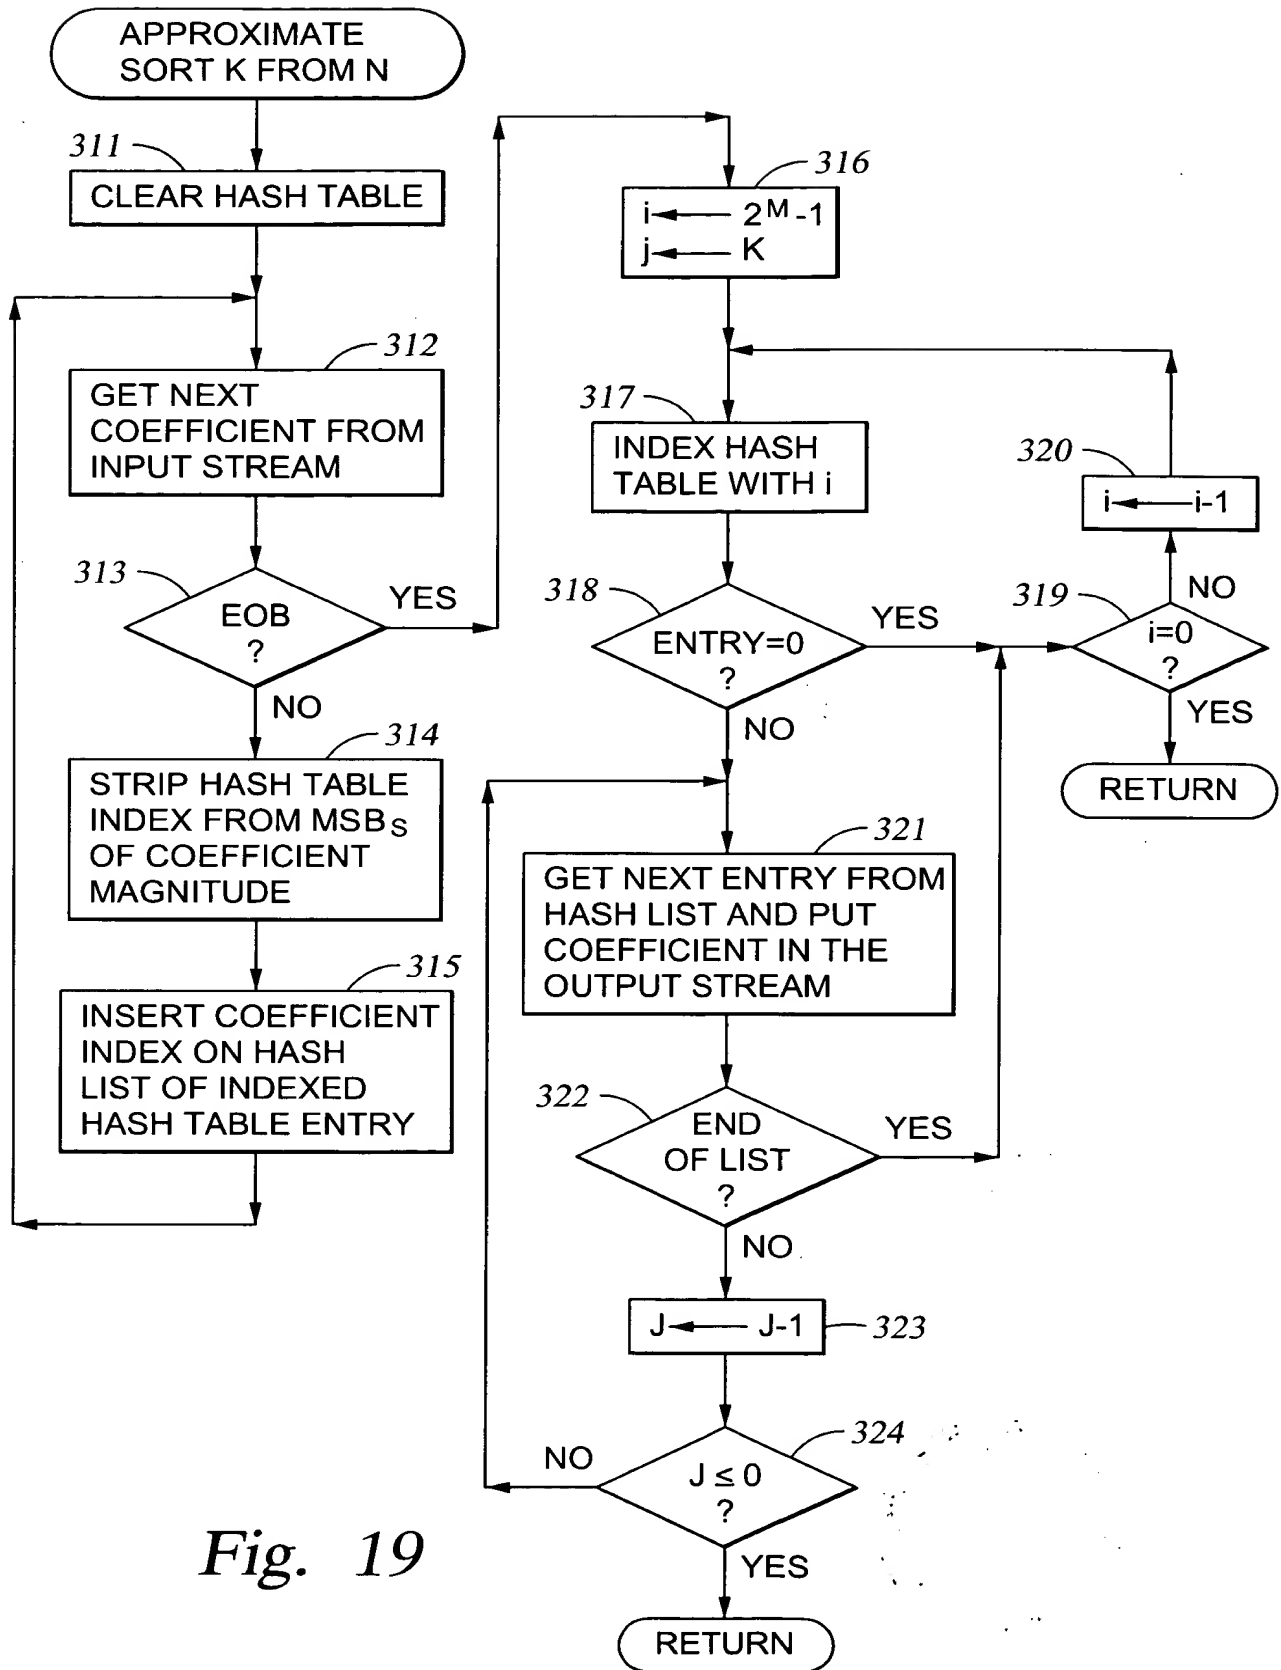 APPROXIMATE
SORT K FROM N
311
CLEAR HASH TABLE
312
GET NEXT
COEFFICIENT FROM
INPUT STREAM
313
EOB
?
YES
NO
314
STRIP HASH TABLE
INDEX FROM MSBS
OF COEFFICIENT
MAGNITUDE
315
INSERT COEFFICIENT
INDEX ON HASH
LIST OF INDEXED
HASH TABLE ENTRY
316
i ← 2^M-1
j ← K
317
INDEX HASH
TABLE WITH i
318
ENTRY=0
?
YES
NO
319
i=0
?
NO
YES
320
i ← i-1
RETURN
321
GET NEXT ENTRY FROM
HASH LIST AND PUT
COEFFICIENT IN THE
OUTPUT STREAM
322
END
OF LIST
?
YES
NO
J ← J-1
323
324
J ≤ 0
?
NO
YES
RETURN
Fig. 19